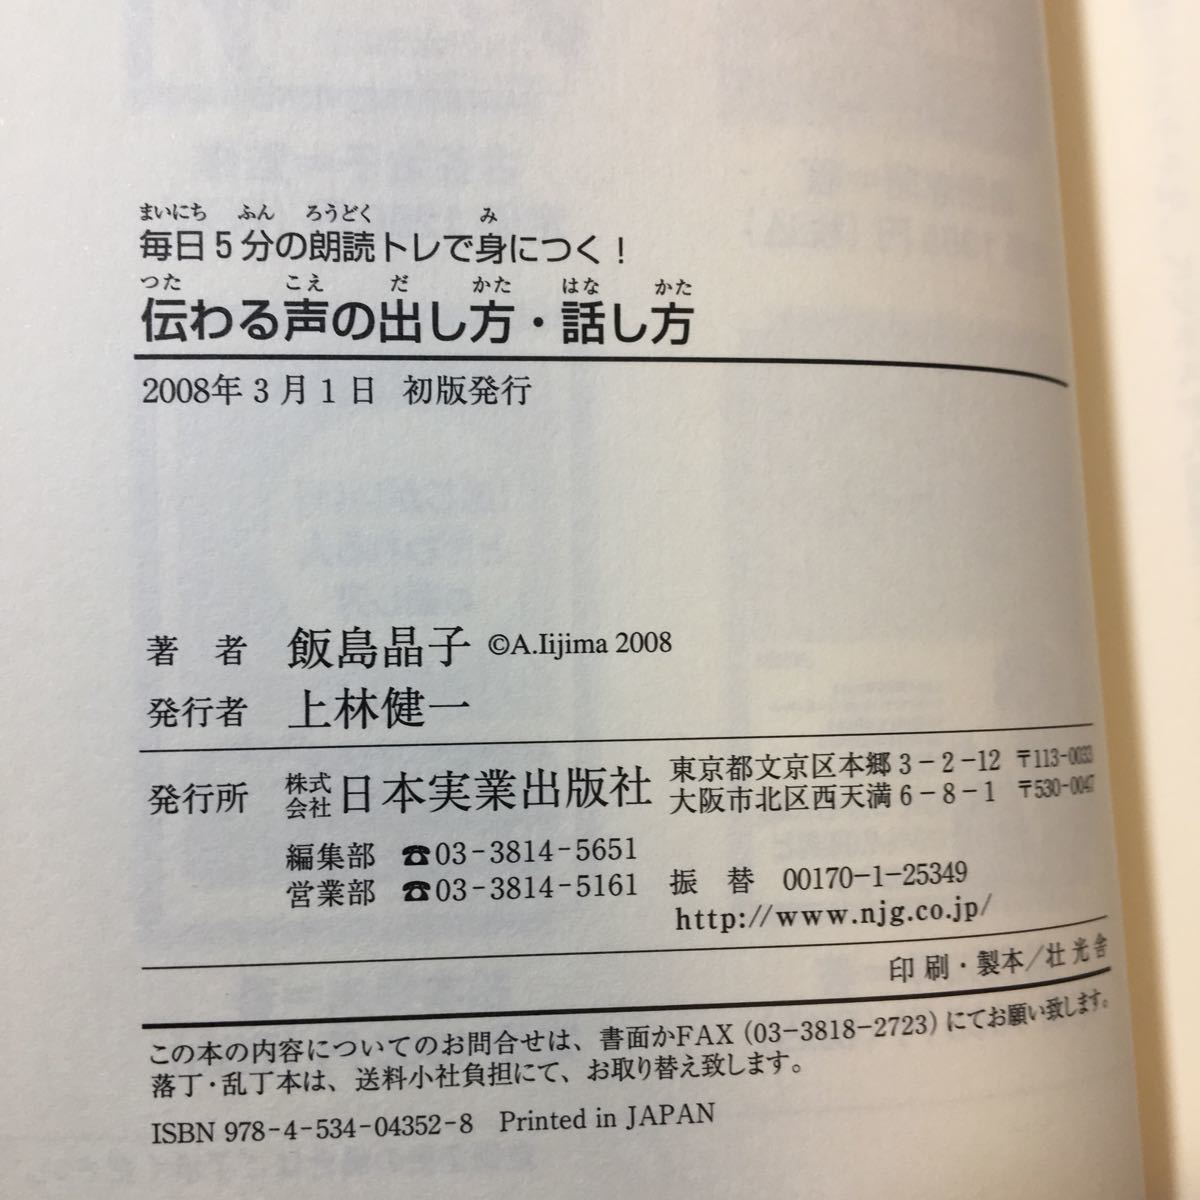 まいにち ふん ろうどく み
毎日5分の朗読トレで身につく!
つた こえ だ かた はな かた
伝わる声の出し方・話し方
2008年3月1日 初版発行
著 者 飯島晶子 ©A.Iijima 2008
発行者 上林健一
発行所 株式会社 日本実業出版社 東京都文京区本郷3-2-12 〒113-0033
大阪市北区西天満6-8-1 〒530-0047
編集部 ☎03-3814-5651
営業部 ☎03-3814-5161 振 替 00170-1-25349
http://www.njg.co.jp/
印刷・製本/壮光舎
この本の内容についてのお問合せは、書面かFAX(03-3818-2723)にてお願い致します。
落丁・乱丁本は、送料小社負担にて、お取り替え致します。
ISBN 978-4-534-04352-8 Printed in JAPAN